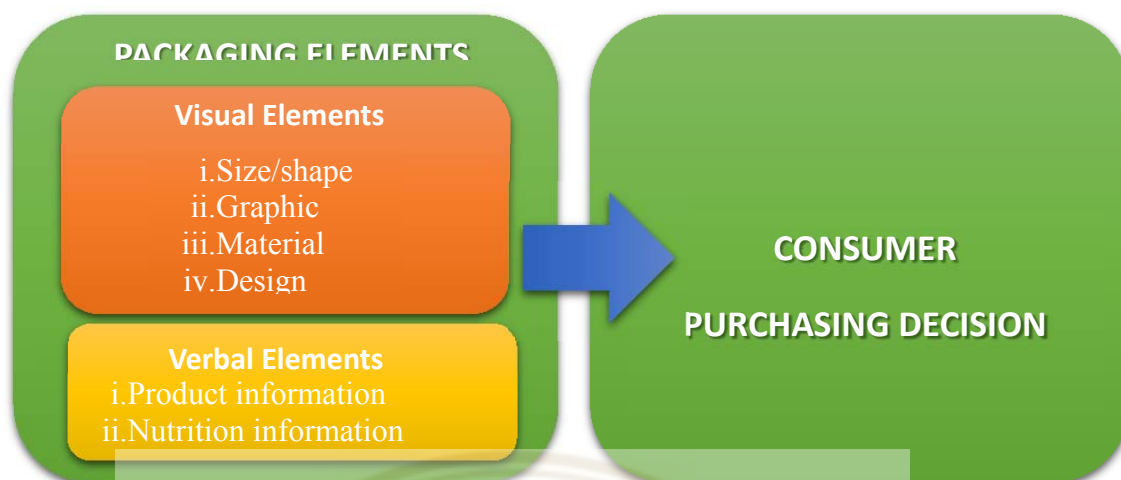 PACKAGING ELEMENTS
Visual Elements
i.Size/shape
ii.Graphic
iii.Material
iv.Design
Verbal Elements
i.Product information
ii.Nutrition information
CONSUMER
PURCHASING DECISION